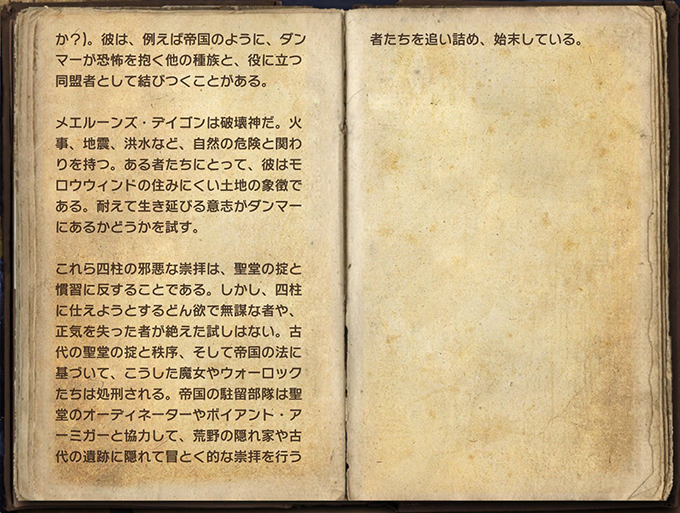 か？)。彼は、例えば帝国のように、ダン
マーが恐怖を抱く他の種族と、役に立つ
同盟者として結びつくことがある。
メエルーンズ・デイゴンは破壊神だ。火
事、地震、洪水など、自然の危険と関わ
りを持つ。ある者たちにとって、彼はモ
ロウウィンドの住みにくい土地の象徴で
ある。耐えて生き延びる意志がダンマー
にあるかどうかを試す。
これら四柱の邪悪な崇拝は、聖堂の掟と
慣習に反することである。しかし、四柱
に仕えようとするどん欲で無謀な者や、
正気を失った者が絶えた試しはない。古
代の聖堂の掟と秩序、そして帝国の法に
基づいて、こうした魔女やウォーロック
たちは処刑される。帝国の駐留部隊は聖
堂のオーディネーターやボイアント・ア
ーミガーと協力して、荒野の隠れ家や古
代の遺跡に隠れて冒とく的な崇拝を行う
者たちを追い詰め、始末している。